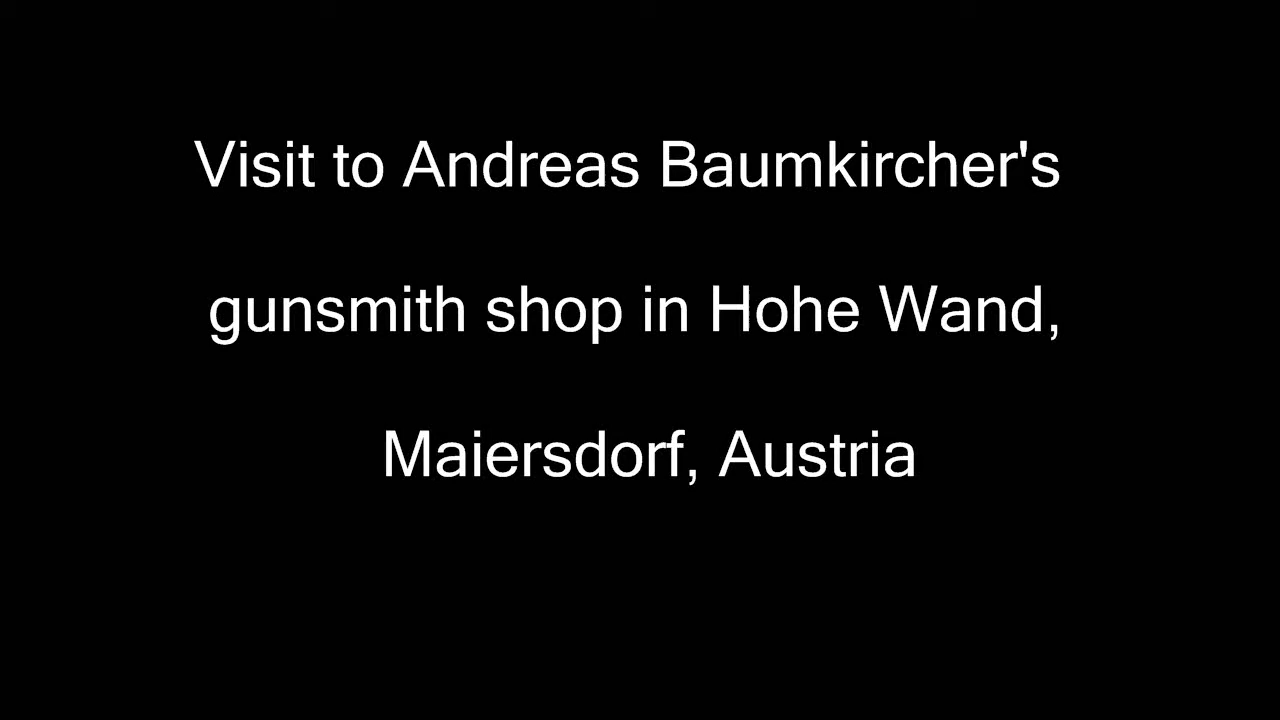 Visit to Andreas Baumkircher's
gunsmith shop in Hohe Wand,
Maiersdorf, Austria